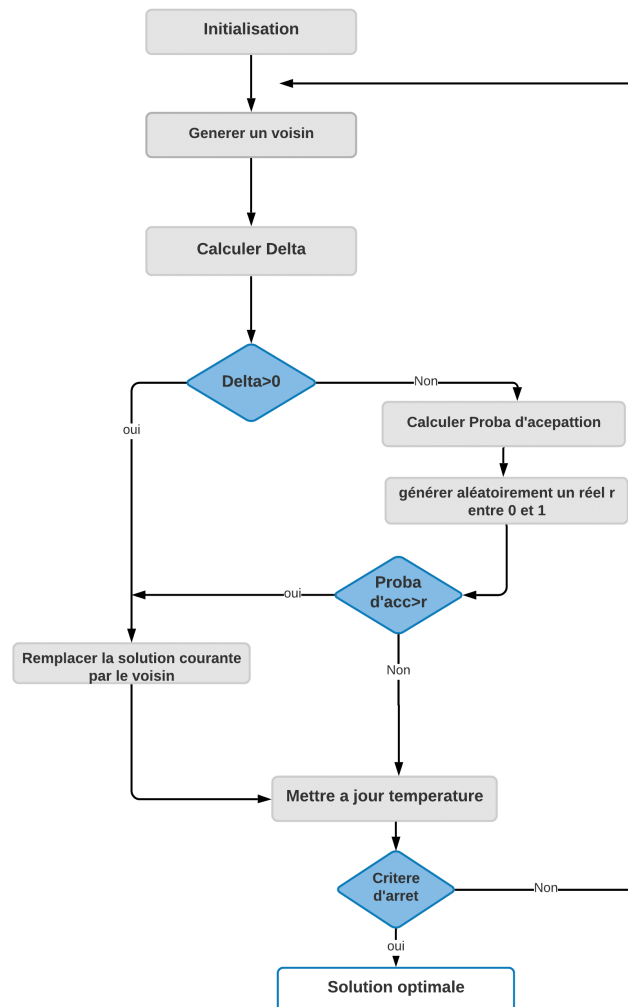 Initialisation
Génerer un voisin
Calculer Delta
Delta>0
Non
oui
Calculer Proba d'acepattion
générer aléatoirement un réel r
entre 0 et 1
Proba
d'acc>r
oui
Non
Remplacer la solution courante
par le voisin
Mettre a jour temperature
Critere
d'arret
Non
oui
Solution optimale